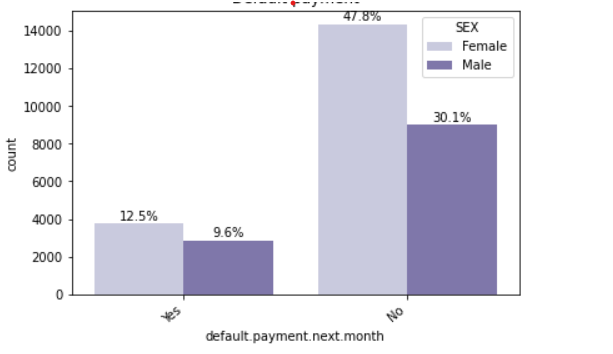 47.8%
SEX
Female
Male
14000
12000
10000
8000
6000
4000
2000
0
count
30.1%
12.5%
9.6%
Yes
No
default.payment.next.month